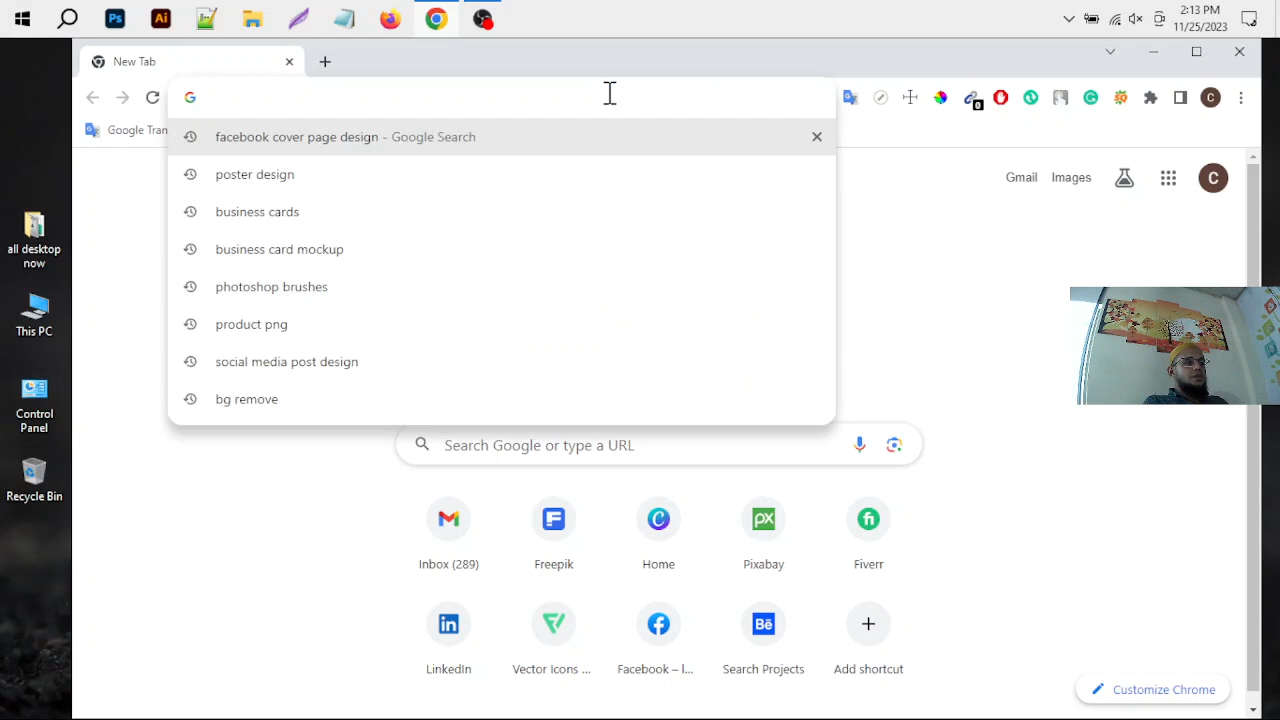 Ps
Ai
2:13 PM
11/25/2023
New Tab
0
C
Google Tran
facebook cover page design - Google Search
poster design
business cards
business card mockup
photoshop brushes
product png
social media post design
bg remove
Gmail
Images
C
Search Google or type a URL
Inbox (289)
Freepik
Home
Pixabay
Fiverr
LinkedIn
Vector Icons ...
Facebook – l...
Search Projects
Add shortcut
Customize Chrome
all desktop
now
This PC
Control
Panel
Recycle Bin